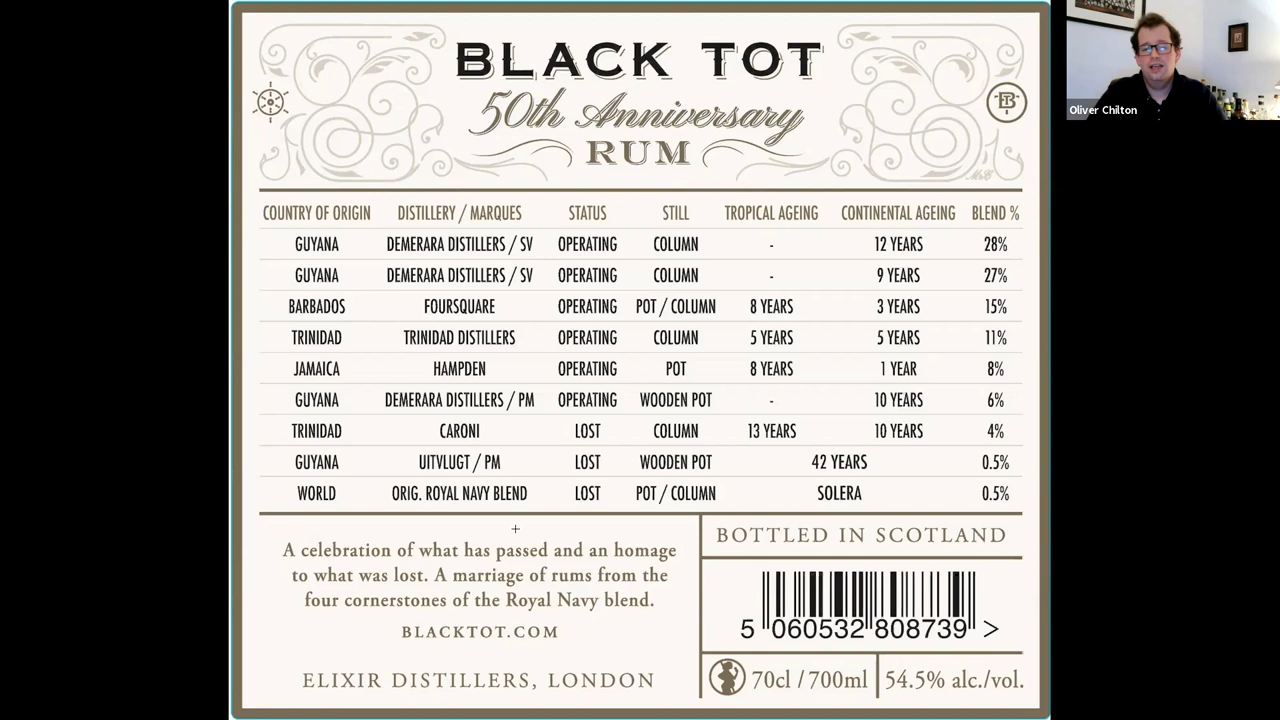 BLACK TOT
50th Anniversary
RUM
COUNTRY OF ORIGIN DISTILLERY / MARQUES STATUS STILL TROPICAL AGEING CONTINENTAL AGEING BLEND %
GUYANA DEMERARA DISTILLERS / SV OPERATING COLUMN - 12 YEARS 28%
GUYANA DEMERARA DISTILLERS / SV OPERATING COLUMN - 9 YEARS 27%
BARBADOS FOURSQUARE OPERATING POT / COLUMN 8 YEARS 3 YEARS 15%
TRINIDAD TRINIDAD DISTILLERS OPERATING COLUMN 5 YEARS 5 YEARS 11%
JAMAICA HAMPDEN OPERATING POT 8 YEARS 1 YEAR 8%
GUYANA DEMERARA DISTILLERS / PM OPERATING WOODEN POT - 10 YEARS 6%
TRINIDAD CARONI LOST COLUMN 13 YEARS 10 YEARS 4%
GUYANA UITVLUGT / PM LOST WOODEN POT 42 YEARS 0.5%
WORLD ORIG. ROYAL NAVY BLEND LOST POT / COLUMN SOLERA 0.5%
A celebration of what has passed and an homage
to what was lost. A marriage of rums from the
four cornerstones of the Royal Navy blend.
BLACKTOT.COM
ELIXIR DISTILLERS, LONDON
BOTTLED IN SCOTLAND
5 060532 808739 >
70cl / 700ml 54.5% alc./vol.
Oliver Chilton